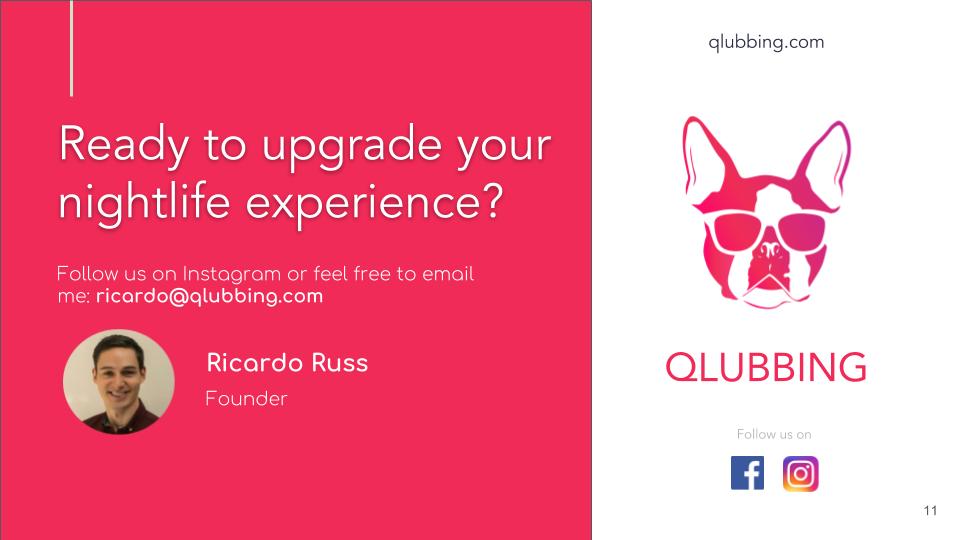 Ready to upgrade your
nightlife experience?
Follow us on Instagram or feel free to email
me: ricardo@qlubbing.com
Ricardo Russ
Founder
qlubbing.com
QLUBBING
Follow us on
11